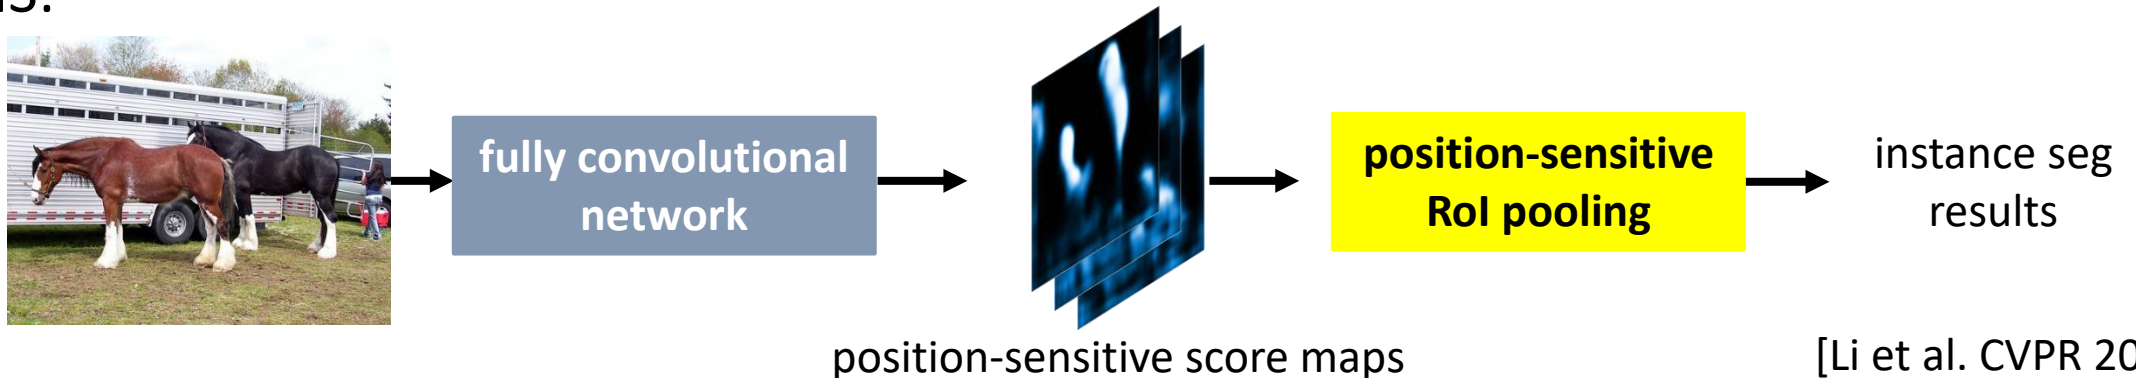 fully convolutional
network
position-sensitive
RoI pooling
instance seg
results
position-sensitive score maps
[Li et al. CVPR 20